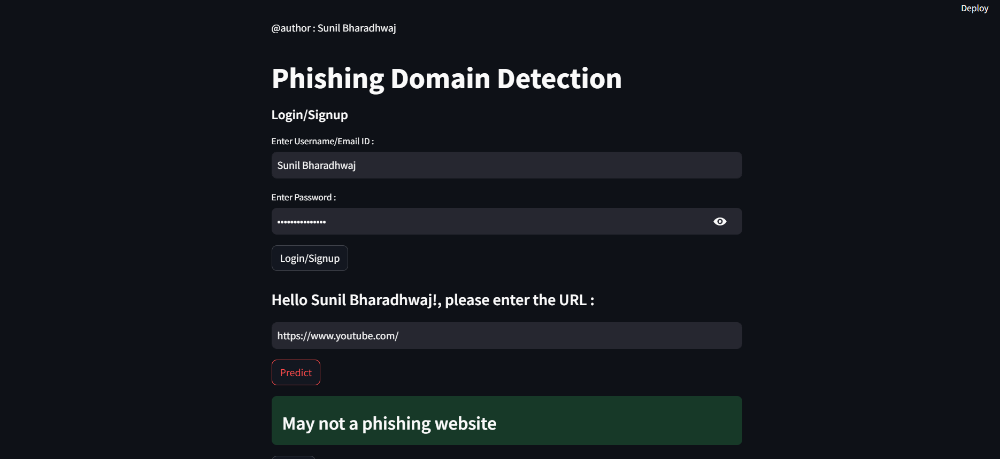 Deploy
@author : Sunil Bharadhwaj
Phishing Domain Detection
Login/Signup
Enter Username/Email ID :
Sunil Bharadhwaj
Enter Password :
•••••••••••••••
Login/Signup
Hello Sunil Bharadhwaj!, please enter the URL :
https://www.youtube.com/
Predict
May not a phishing website